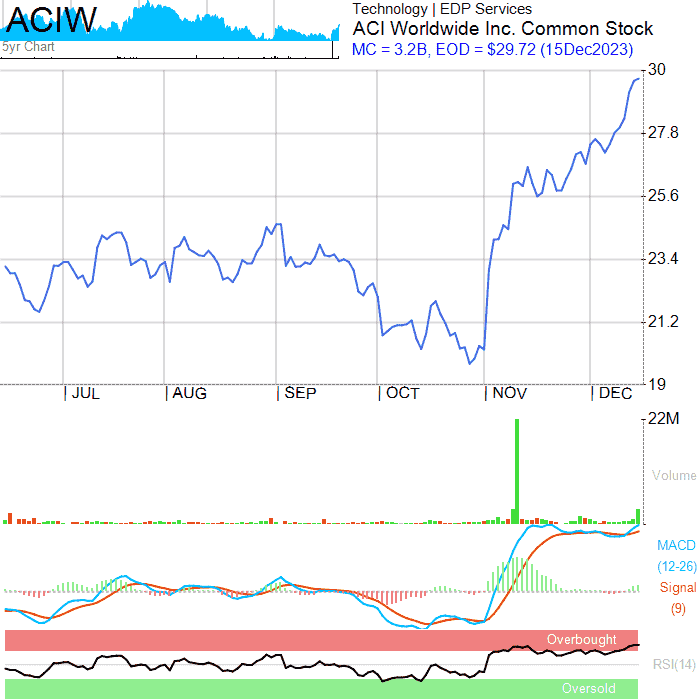 ACIW
5yr Chart
Technology | EDP Services
ACI Worldwide Inc. Common Stock
MC = 3.2B, EOD = $29.72 (15Dec2023)
30
27.8
25.6
23.4
21.2
19
| JUL | AUG | SEP | OCT | NOV | DEC
22M
Volume
MACD
(12-26)
Signal
(9)
Overbought
RSI(14)
Oversold